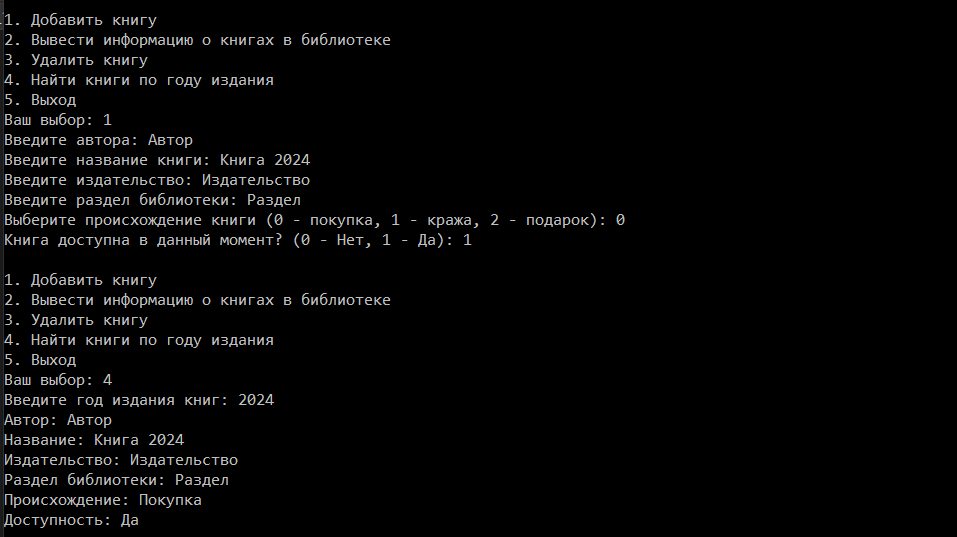 1. Добавить книгу
2. Вывести информацию о книгах в библиотеке
3. Удалить книгу
4. Найти книги по году издания
5. Выход
Ваш выбор: 1
Введите автора: Автор
Введите название книги: Книга 2024
Введите издательство: Издательство
Введите раздел библиотеки: Раздел
Выберите происхождение книги (0 - покупка, 1 - кража, 2 - подарок): 0
Книга доступна в данный момент? (0 - Нет, 1 - Да): 1
1. Добавить книгу
2. Вывести информацию о книгах в библиотеке
3. Удалить книгу
4. Найти книги по году издания
5. Выход
Ваш выбор: 4
Введите год издания книг: 2024
Автор: Автор
Название: Книга 2024
Издательство: Издательство
Раздел библиотеки: Раздел
Происхождение: Покупка
Доступность: Да